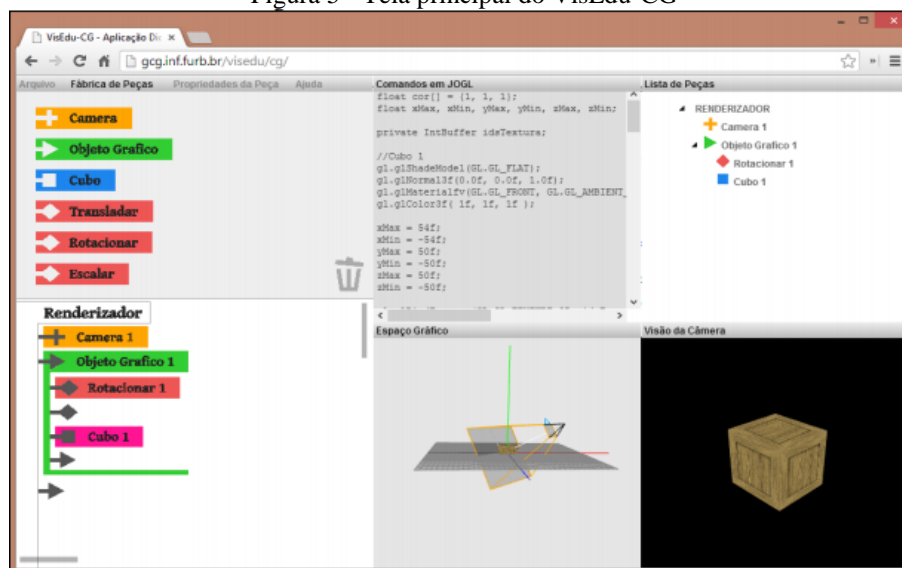 Figura 3 - Tela principal do VisEdu-CG
VisEdu-CG - Aplicação Di
gcg.inf.furb.br/visedu/cg/
Arquivo Fábrica de Peças Propriedades da Peça Ajuda
Camera
Objeto Grafico
Cubo
Transladar
Rotacionar
Escalar
Renderizador
Camera 1
Objeto Grafico 1
Rotacionar 1
Cubo 1
Comandos em JOGL
float cor[] = {1, 1, 1};
float xMax, xMin, yMax, yMin, zMax, zMin;
private IntBuffer idsTextura;
//Cubo 1
gl.glShadeModel(GL.GL_FLAT);
gl.glNormal3f(0.0f, 0.0f, 1.0f);
gl.glMaterialfv(GL.GL_FRONT, GL.GL_AMBIENT_
gl.glColor3f( 1f, 1f, 1f );
xMax = 54f;
xMin = -54f;
yMax = 50f;
yMin = -50f;
zMax = 50f;
zMin = -50f;
Lista de Peças
RENDERIZADOR
Camera 1
Objeto Grafico 1
Rotacionar 1
Cubo 1
Espaço Gráfico
Visão da Câmera